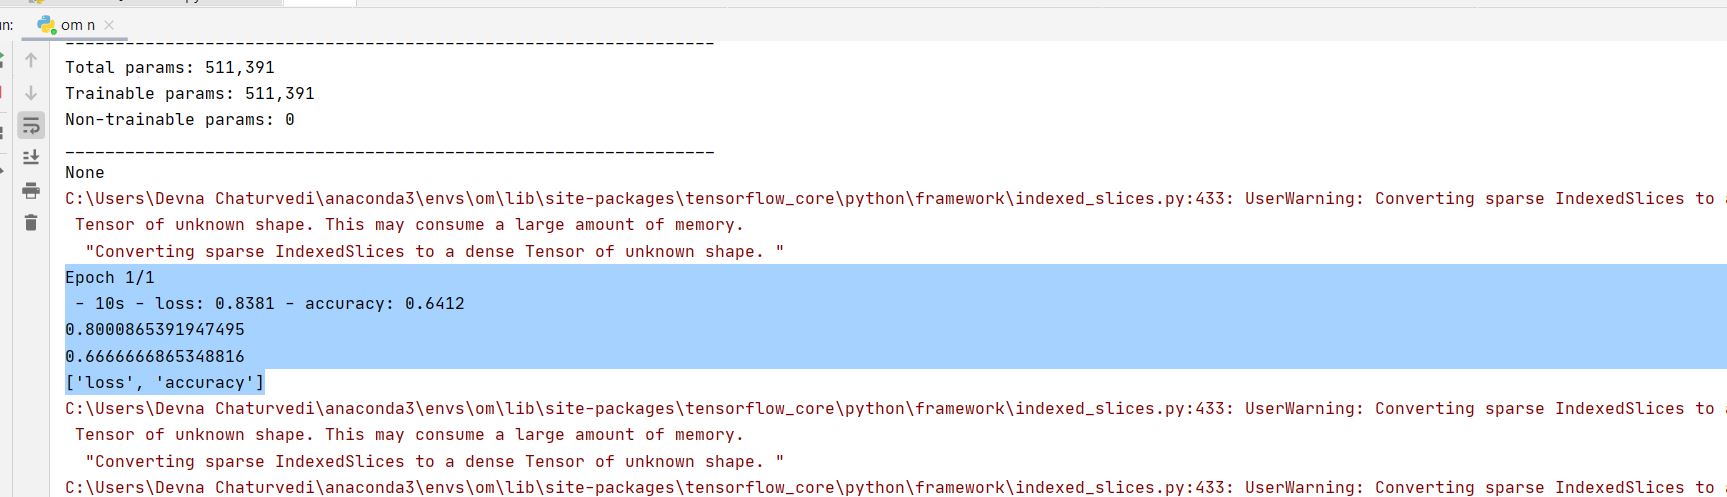 un: om n
Total params: 511,391
Trainable params: 511,391
Non-trainable params: 0
None
C:\Users\Devna Chaturvedi\anaconda3\envs\om\lib\site-packages\tensorflow_core\python\framework\indexed_slices.py:433: UserWarning: Converting sparse IndexedSlices to
Tensor of unknown shape. This may consume a large amount of memory.
"Converting sparse IndexedSlices to a dense Tensor of unknown shape. "
Epoch 1/1
- 10s - loss: 0.8381 - accuracy: 0.6412
0.8000865391947495
0.6666666865348816
['loss', 'accuracy']
C:\Users\Devna Chaturvedi\anaconda3\envs\om\lib\site-packages\tensorflow_core\python\framework\indexed_slices.py:433: UserWarning: Converting sparse IndexedSlices to
Tensor of unknown shape. This may consume a large amount of memory.
"Converting sparse IndexedSlices to a dense Tensor of unknown shape. "
C:\Users\Devna Chaturvedi\anaconda3\envs\om\lib\site-packages\tensorflow_core\python\framework\indexed_slices.py:433: UserWarning: Converting sparse IndexedSlices to